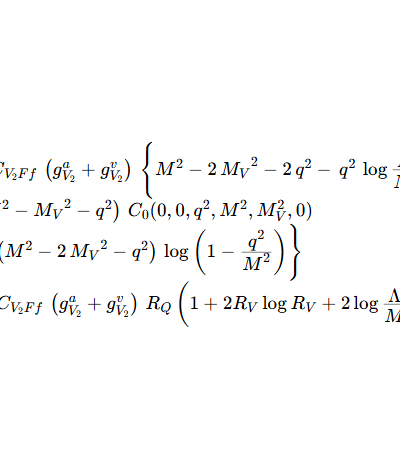 C_{V_2Ff} (g^a_{V_2} + g^v_{V_2}) { M^2 − 2 M_V^2 − 2 q^2 − q^2 log
^2 − M_V^2 − q^2) C_0(0, 0, q^2, M^2, M_V^2, 0)
(M^2 − 2 M_V^2 − q^2) log (1 − \frac{q^2}{M^2}) }
C_{V_2Ff} (g^a_{V_2} + g^v_{V_2}) R_Q (1 + 2R_V log R_V + 2 log \frac{Λ}{M}